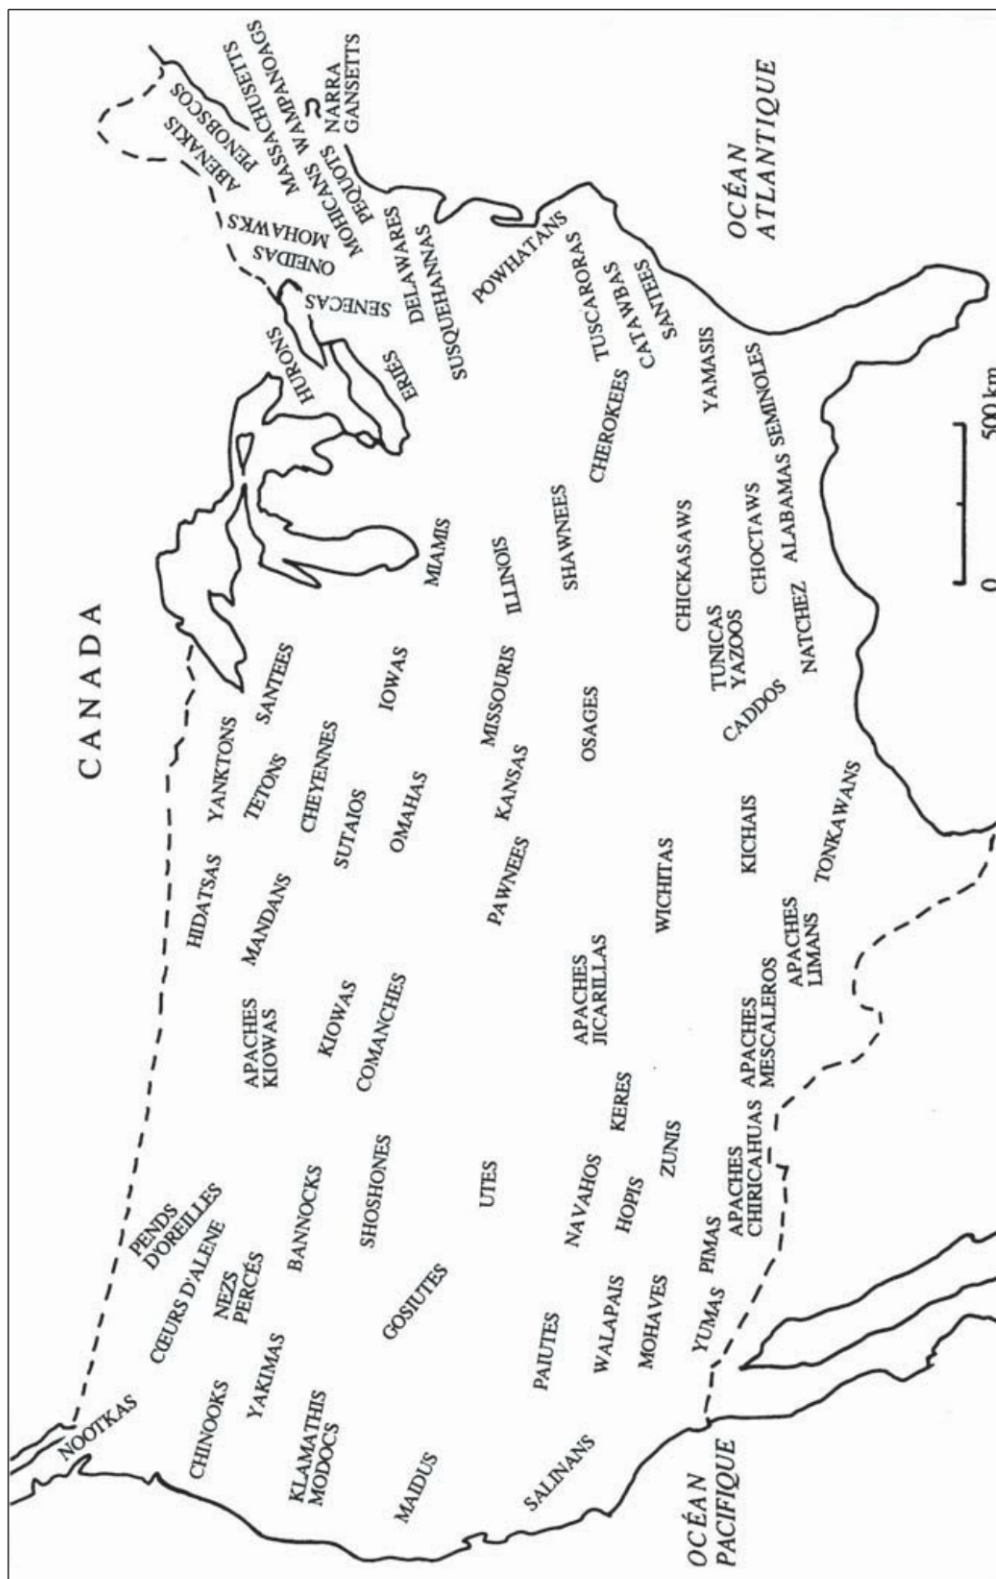 CANADA
NOOTKAS
PENDS
D'OREILLES
CŒURS D'ALENE
NEZS
PERCÉS
CHINOOKS
YAKIMAS
KLAMATHIS
MODOCS
BANNOCKS
SHOSHONES
MAIDUS
GOSIUTES
UTES
SALINANS
PAIUTES
WALAPAIS
MOHAVES
NAVAHOS
HOPIS
ZUNIS
KERES
YUMAS
PIMAS
APACHES
CHIRICAHUAS
APACHES
MESCALEROS
APACHES
LIMANS
APACHES
JICARILLAS
APACHES
KIOWAS
KIOWAS
COMANCHES
HIDATSAS
MANDANS
YANKTONS
TETONS
SANTEES
CHEYENNES
SUTAIOS
OMAHAS
IOWAS
PAWNEES
KANSAS
MISSOURIS
OSAGES
WICHITAS
KICHAIS
TONKAWANS
CADDOS
TUNICAS
YAZOOS
NATCHEZ
CHICKASAWS
CHOCTAWS
ALABAMAS
SEMINOLES
MIAMIS
ILLINOIS
SHAWNEES
CHEROKEES
YAMASIS
HURONS
ERIÉS
SENECAS
ONEIDAS
MOHAWKS
ABENAKIS
PENOBSCOS
MASSACHUSETTS
WAMPANOAGS
MOHICANS
PEQUOTS
NARRA
GANSETTS
DELAWARES
SUSQUEHANNAS
POWHATANS
TUSCARORAS
CATAWBAS
SANTEES
OCÉAN
PACIFIQUE
OCÉAN
ATLANTIQUE
0 500 km